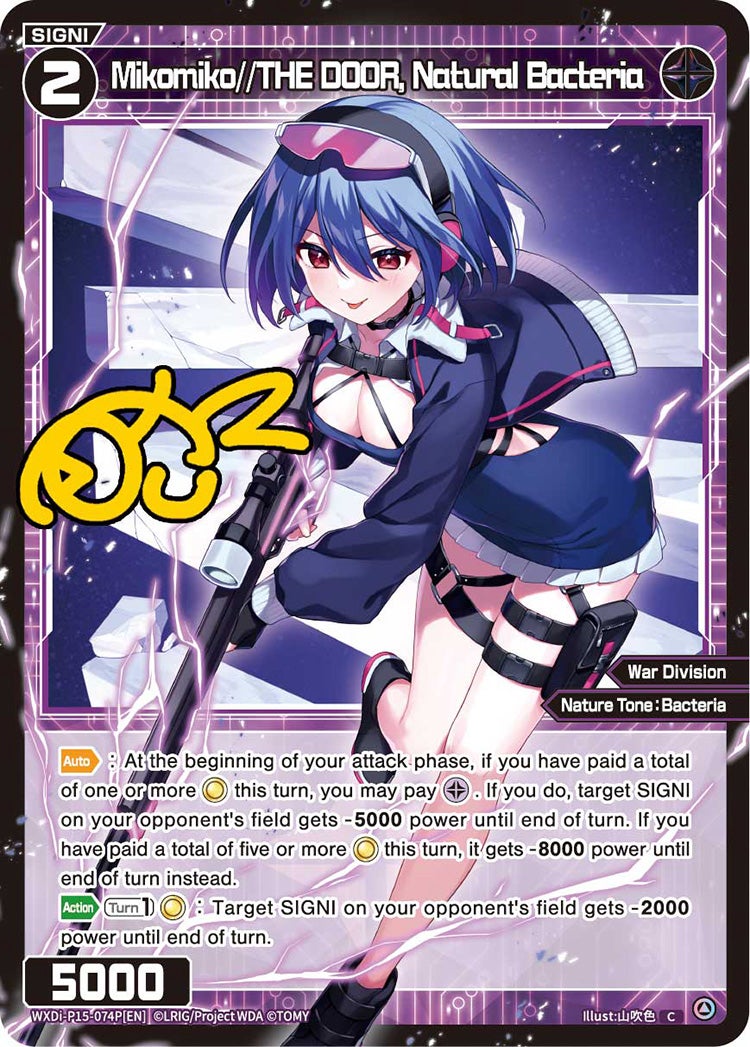 SIGNI
2
Mikomiko//THE DOOR, Natural Bacteria
War Division
Nature Tone:Bacteria
Auto : At the beginning of your attack phase, if you have paid a total
of one or more this turn, you may pay . If you do, target SIGNI
on your opponent's field gets -5000 power until end of turn. If you
have paid a total of five or more this turn, it gets -8000 power until
end of turn instead.
Action Turn 1 : Target SIGNI on your opponent's field gets -2000
power until end of turn.
5000
WXDi-P15-074P[EN] ©LRIG/Project WDA ©TOMY Illust:山吹色 C